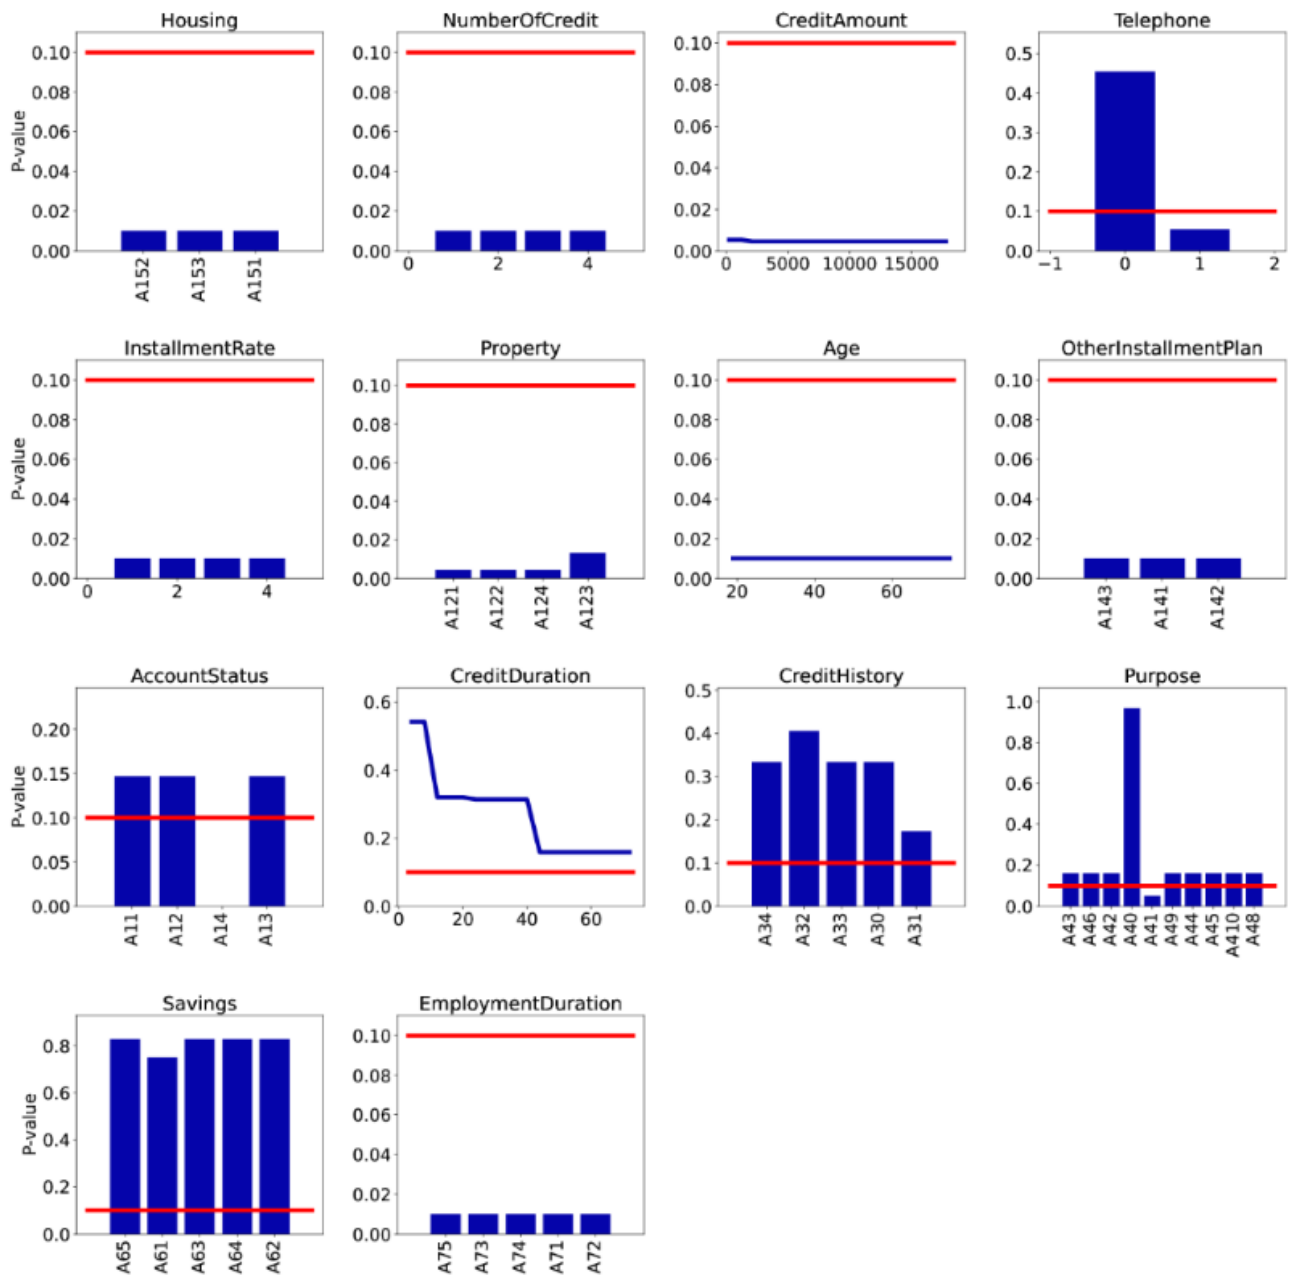 Housing
NumberOfCredit
CreditAmount
Telephone
P-value
0.10
0.08
0.06
0.04
0.02
0.00
A152
A153
A151
0.10
0.08
0.06
0.04
0.02
0.00
0
2
4
0.10
0.08
0.06
0.04
0.02
0.00
0
5000
10000
15000
0.5
0.4
0.3
0.2
0.1
0.0
−1
0
1
2
InstallmentRate
Property
Age
OtherInstallmentPlan
P-value
0.10
0.08
0.06
0.04
0.02
0.00
0
2
4
0.10
0.08
0.06
0.04
0.02
0.00
A121
A122
A124
A123
0.10
0.08
0.06
0.04
0.02
0.00
20
40
60
0.10
0.08
0.06
0.04
0.02
0.00
A143
A141
A142
AccountStatus
CreditDuration
CreditHistory
Purpose
P-value
0.20
0.15
0.10
0.05
0.00
A11
A12
A14
A13
0.6
0.4
0.2
0.0
0
20
40
60
0.5
0.4
0.3
0.2
0.1
0.0
A34
A32
A33
A30
A31
1.0
0.8
0.6
0.4
0.2
0.0
A43
A46
A42
A40
A41
A49
A44
A45
A410
A48
Savings
EmploymentDuration
P-value
0.8
0.6
0.4
0.2
0.0
A65
A61
A63
A64
A62
0.10
0.08
0.06
0.04
0.02
0.00
A75
A73
A74
A71
A72